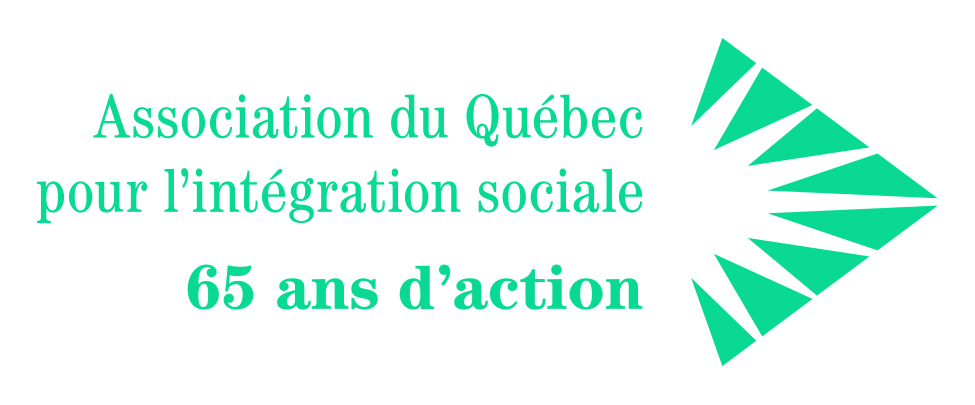 Association du Québec
pour l’intégration sociale
65 ans d’action